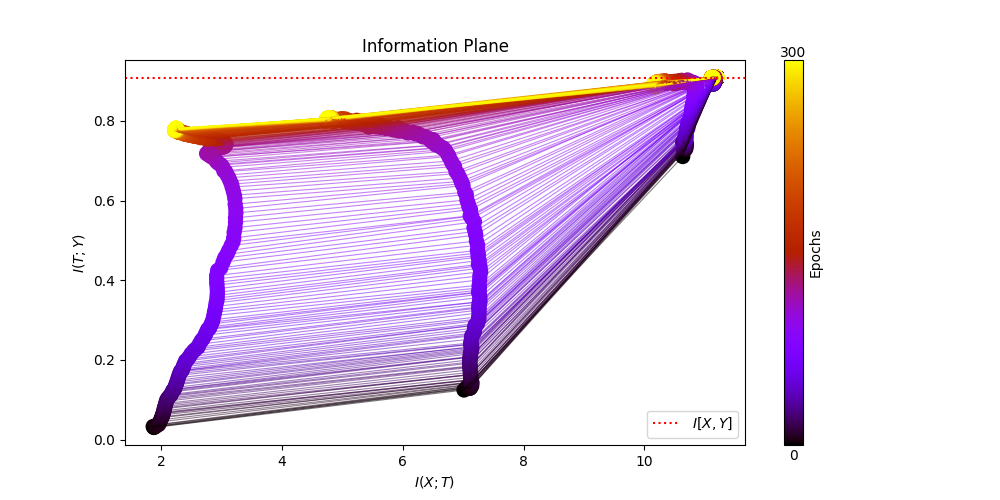 Information Plane
300
0.8
0.6
0.4
0.2
0.0
I(T; Y)
2
4
6
8
10
I(X; T)
I[X, Y]
Epochs
0